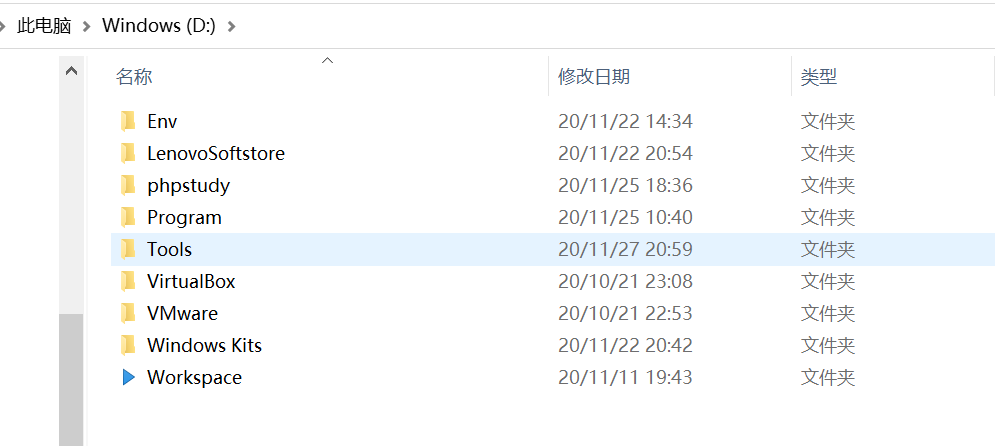 此电脑 Windows (D:)
名称 修改日期 类型
Env 20/11/22 14:34 文件夹
LenovoSoftstore 20/11/22 20:54 文件夹
phpstudy 20/11/25 18:36 文件夹
Program 20/11/25 10:40 文件夹
Tools 20/11/27 20:59 文件夹
VirtualBox 20/10/21 23:08 文件夹
VMware 20/10/21 22:53 文件夹
Windows Kits 20/11/22 20:42 文件夹
Workspace 20/11/11 19:43 文件夹